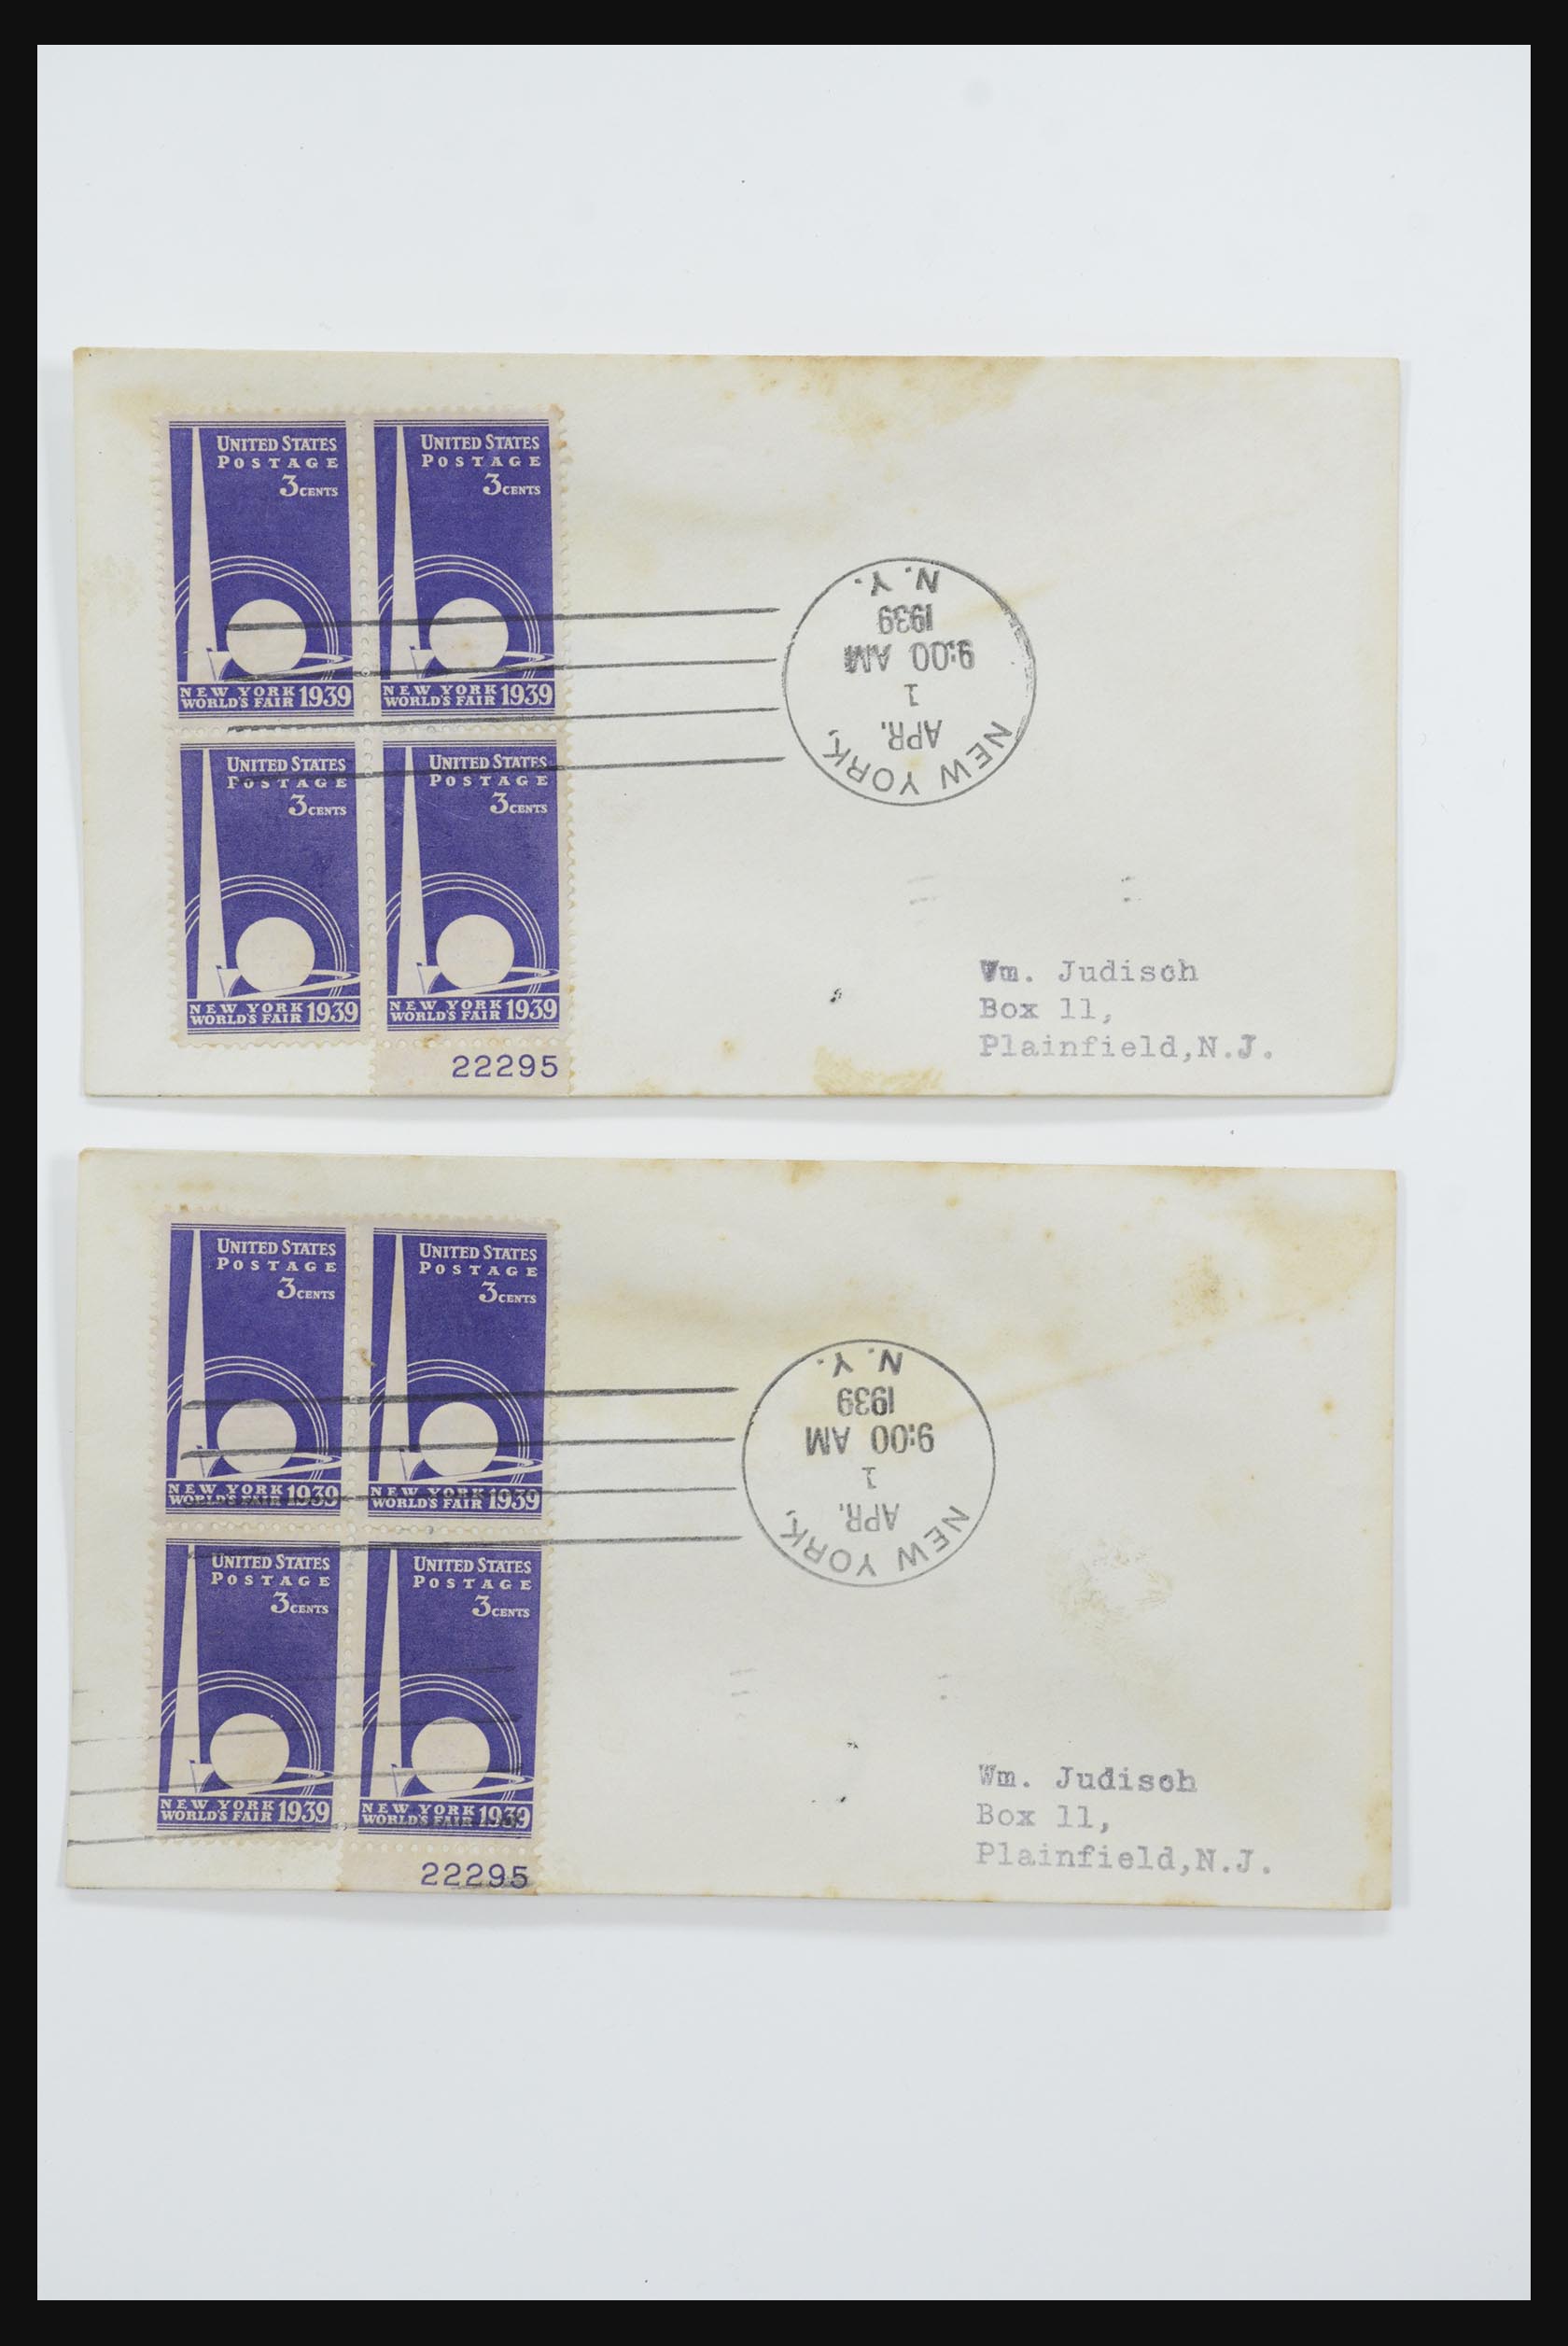 UNITED STATES
POSTAGE
3 CENTS
NEW YORK
WORLD'S FAIR 1939
UNITED STATES
POSTAGE
3 CENTS
NEW YORK
WORLD'S FAIR 1939
UNITED STATES
POSTAGE
3 CENTS
NEW YORK
WORLD'S FAIR 1939
UNITED STATES
POSTAGE
3 CENTS
NEW YORK
WORLD'S FAIR 1939
22295
NEW YORK,
APR.
1
9:00 AM
1939
N. Y.
Wm. Judisch
Box 11,
Plainfield,N.J.
UNITED STATES
POSTAGE
3 CENTS
NEW YORK
WORLD'S FAIR 1939
UNITED STATES
POSTAGE
3 CENTS
NEW YORK
WORLD'S FAIR 1939
UNITED STATES
POSTAGE
3 CENTS
NEW YORK
WORLD'S FAIR 1939
UNITED STATES
POSTAGE
3 CENTS
NEW YORK
WORLD'S FAIR 1939
22295
NEW YORK,
APR.
1
9:00 AM
1939
N. Y.
Wm. Judisch
Box 11,
Plainfield,N.J.